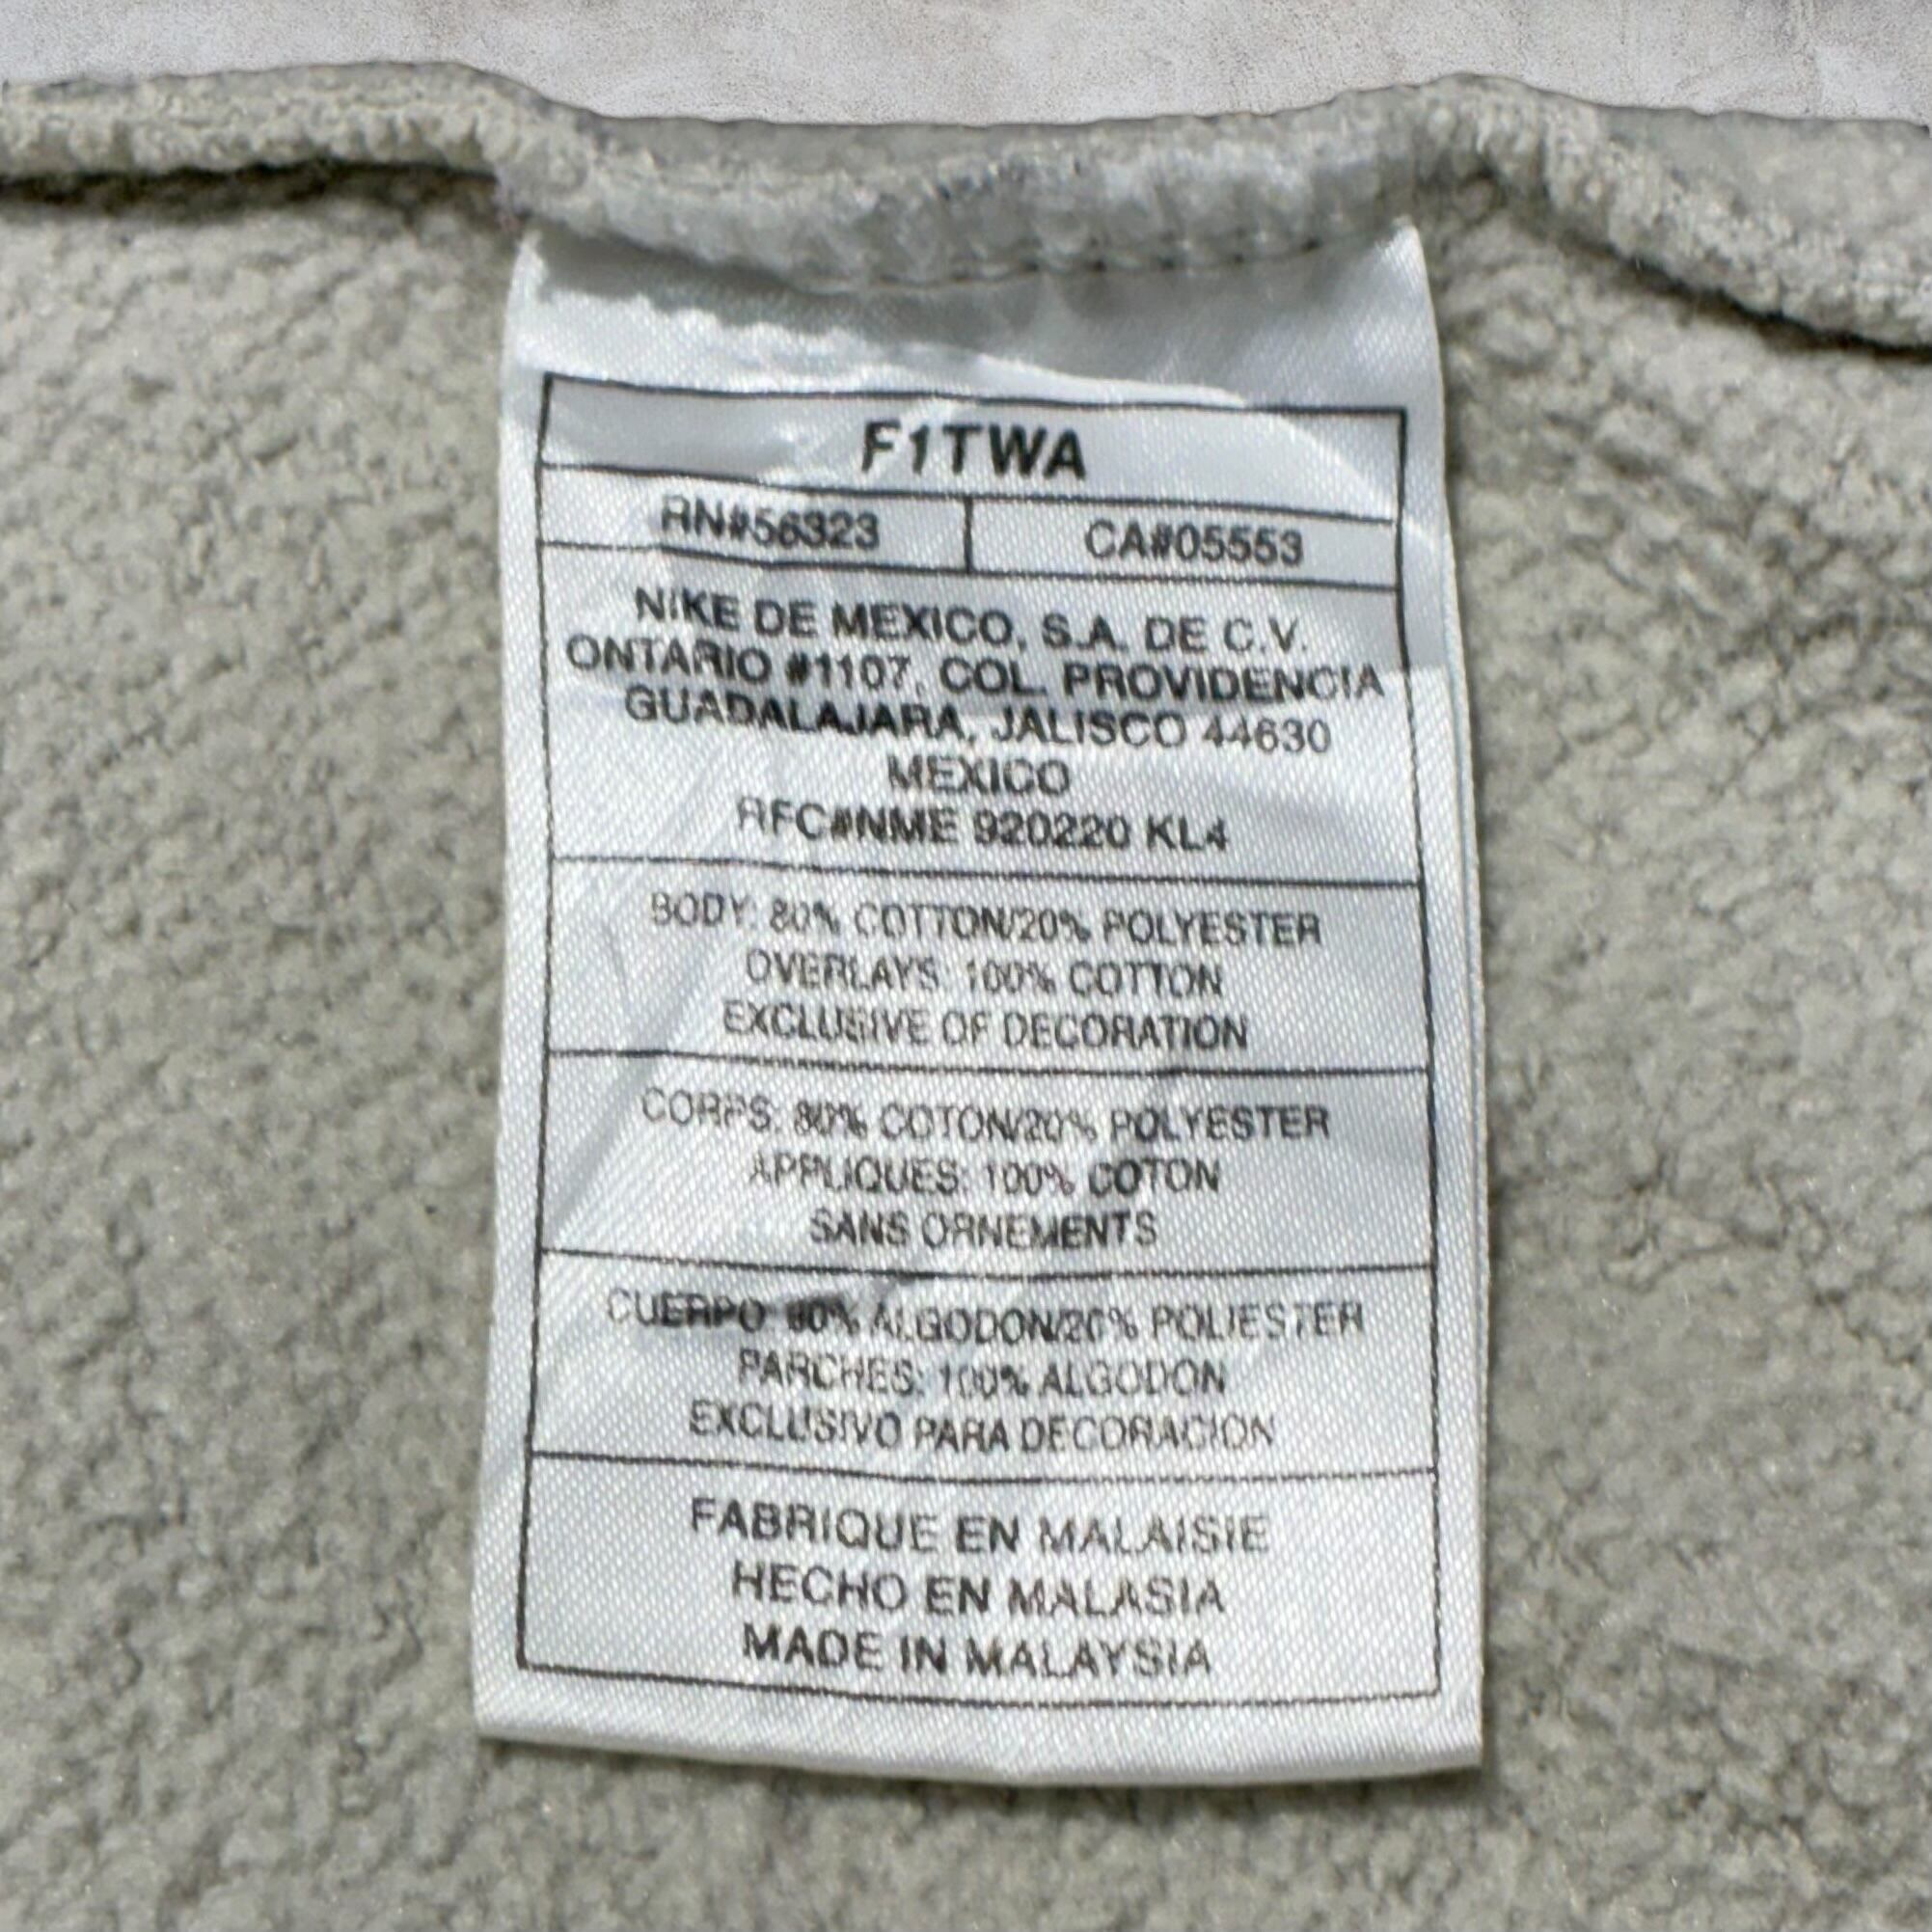 F1TWA
RN#56323 CA#05553
NIKE DE MEXICO, S.A. DE C.V.
ONTARIO #1107, COL. PROVIDENCIA
GUADALAJARA, JALISCO 44630
MEXICO
RFC#NME 920220 KL4
BODY: 80% COTTON/20% POLYESTER
OVERLAYS: 100% COTTON
EXCLUSIVE OF DECORATION
CORPS: 80% COTON/20% POLYESTER
APPLIQUES: 100% COTON
SANS ORNEMENTS
CUERPO: 80% ALGODON/20% POLIESTER
PARCHES: 100% ALGODON
EXCLUSIVO PARA DECORACION
FABRIQUE EN MALAISIE
HECHO EN MALASIA
MADE IN MALAYSIA